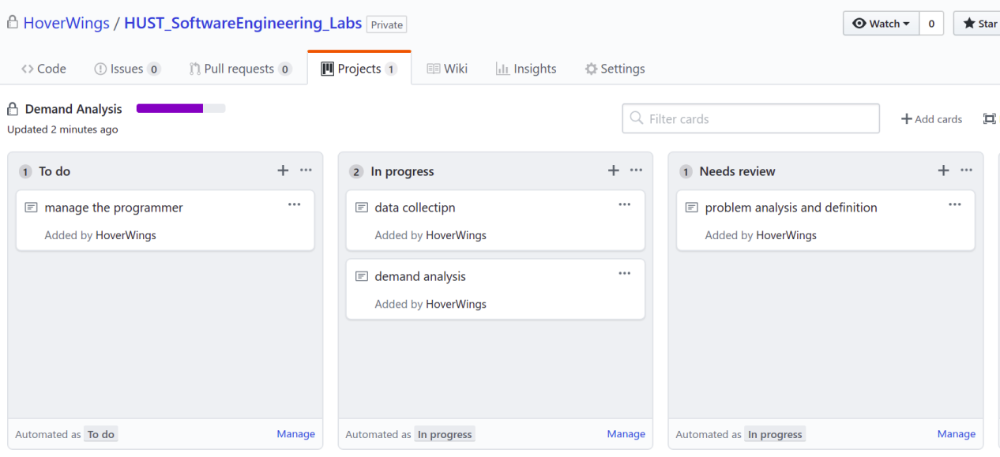 HoverWings / HUST_SoftwareEngineering_Labs Private Watch 0 Star
Code Issues 0 Pull requests 0 Projects 1 Wiki Insights Settings
Demand Analysis
Updated 2 minutes ago
Filter cards
Add cards
1 To do
manage the programmer
Added by HoverWings
Automated as To do Manage
2 In progress
data collectipn
Added by HoverWings
demand analysis
Added by HoverWings
Automated as In progress Manage
1 Needs review
problem analysis and definition
Added by HoverWings
Automated as In progress Manage